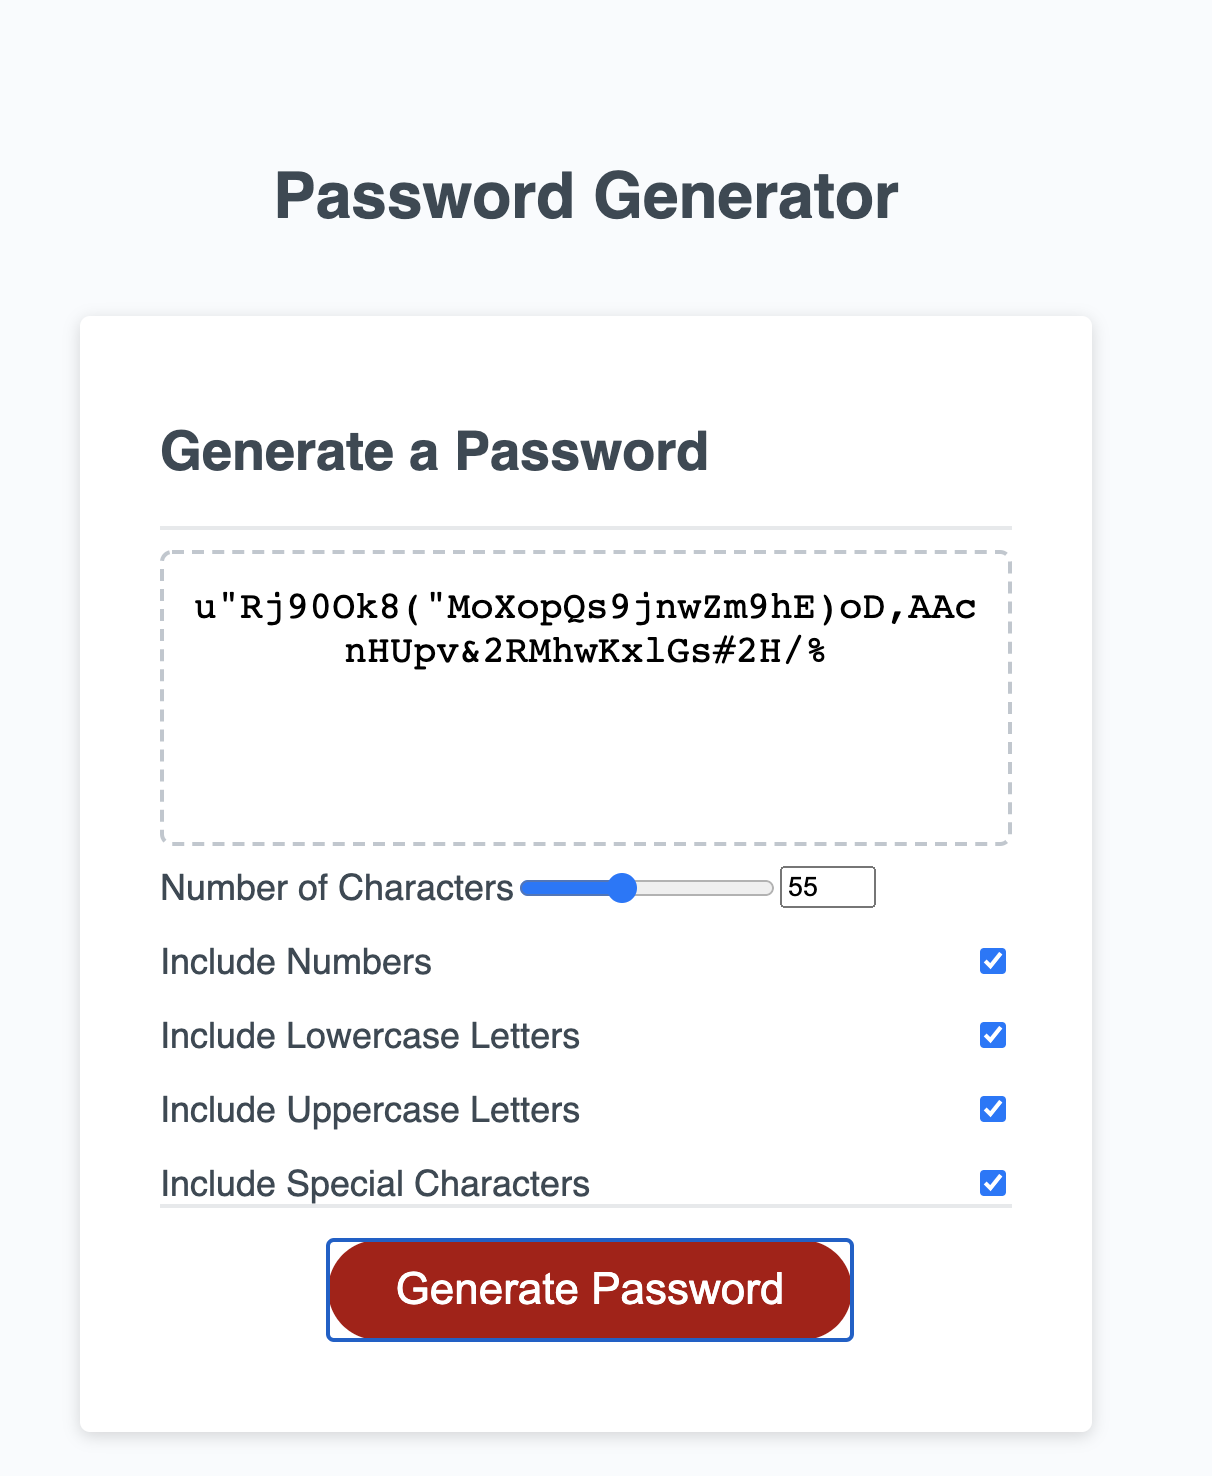 Password Generator
Generate a Password
u"Rj90Ok8("MoXopQs9jnwZm9hE)oD,AAc
nHUpv&2RMhwKxlGs#2H/%
Number of Characters 55
Include Numbers
Include Lowercase Letters
Include Uppercase Letters
Include Special Characters
Generate Password